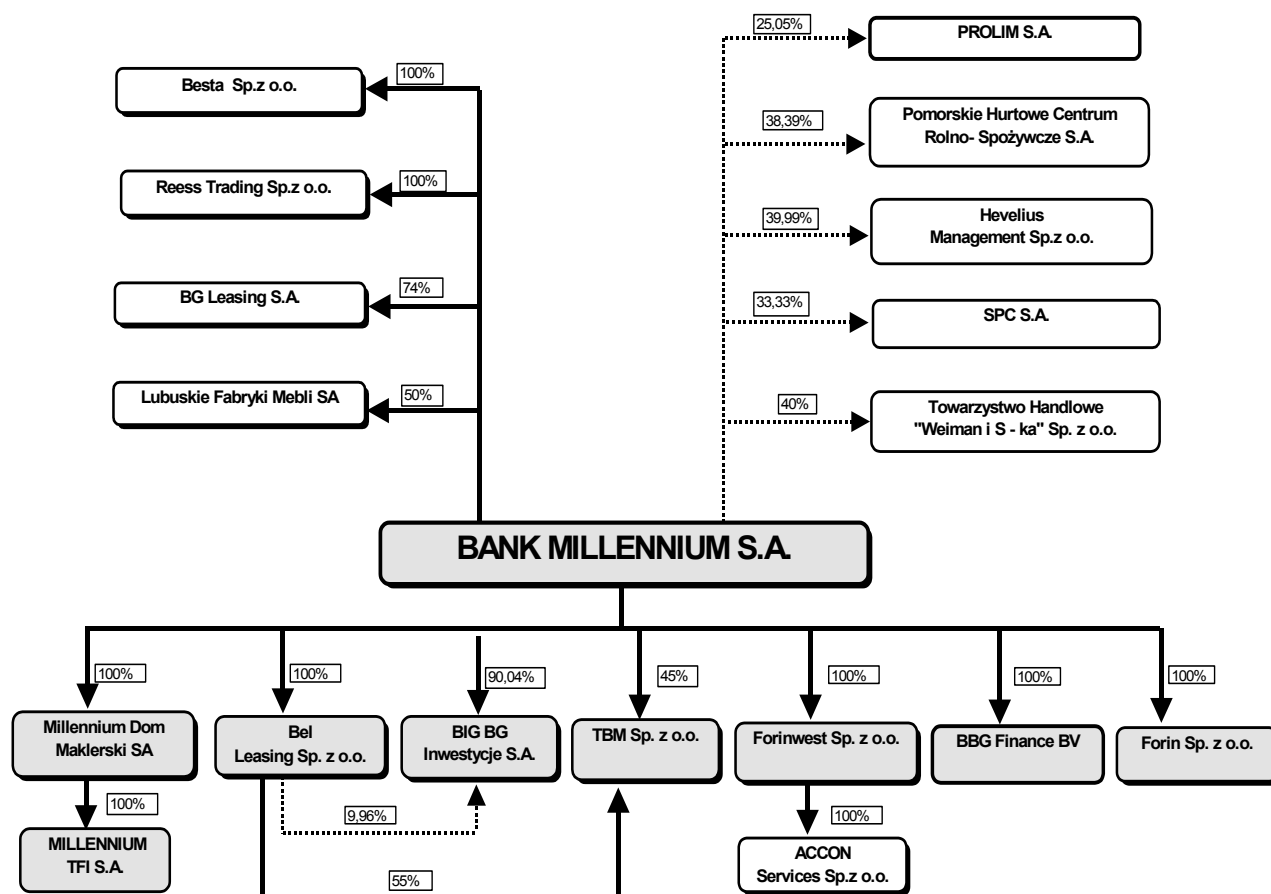 25,05%
PROLIM S.A.
100%
Besta Sp.z o.o.
38,39%
Pomorskie Hurtowe Centrum
Rolno- Spożywcze S.A.
100%
Reess Trading Sp.z o.o.
39,99%
Hevelius
Management Sp.z o.o.
74%
BG Leasing S.A.
33,33%
SPC S.A.
50%
Lubuskie Fabryki Mebli SA
40%
Towarzystwo Handlowe
"Weiman i S - ka" Sp. z o.o.
BANK MILLENNIUM S.A.
100%
100%
90,04%
45%
100%
100%
100%
Millennium Dom
Maklerski SA
Bel
Leasing Sp. z o.o.
BIG BG
Inwestycje S.A.
TBM Sp. z o.o.
Forinwest Sp. z o.o.
BBG Finance BV
Forin Sp. z o.o.
100%
9,96%
100%
MILLENNIUM
TFI S.A.
ACCON
Services Sp.z o.o.
55%